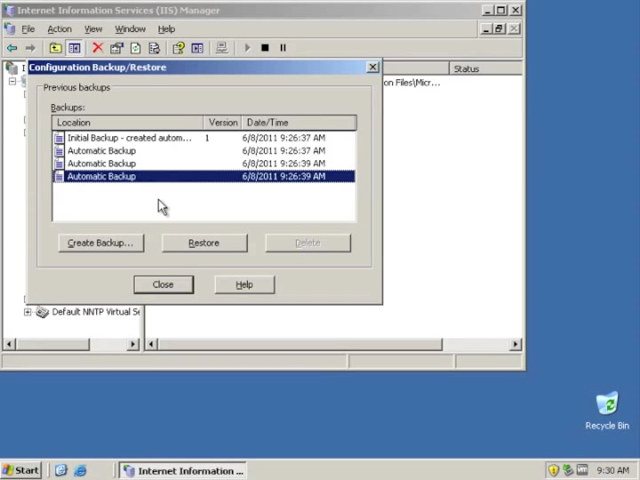 Internet Information Services (IIS) Manager
File Action View Window Help
Configuration Backup/Restore
Status
on Files\Micr...
Previous backups
Backups:
Location Version Date/Time
Initial Backup - created autom... 1 6/8/2011 9:26:37 AM
Automatic Backup 6/8/2011 9:26:37 AM
Automatic Backup 6/8/2011 9:26:39 AM
Automatic Backup 6/8/2011 9:26:39 AM
Create Backup... Restore Delete
Close Help
Default NNTP Virtual Se
Recycle Bin
Start Internet Information ... 9:30 AM